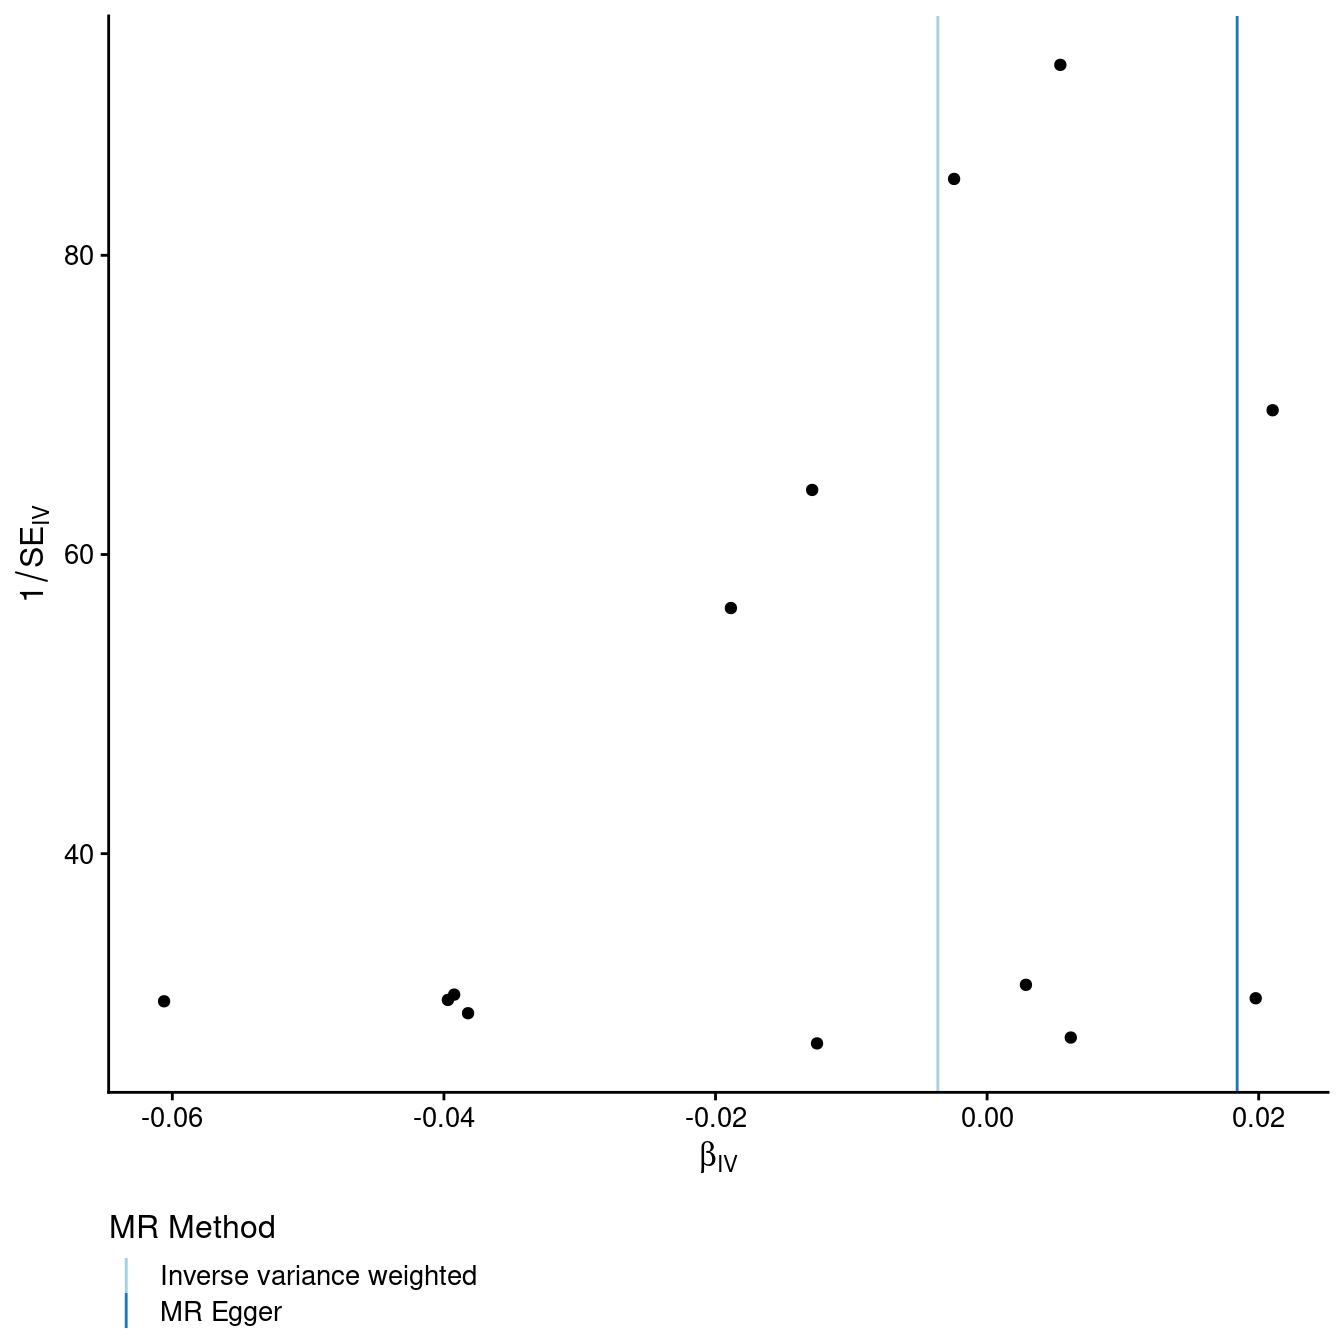 80
60
40
1/SE_IV
-0.06 -0.04 -0.02 0.00 0.02
β_IV
MR Method
Inverse variance weighted
MR Egger